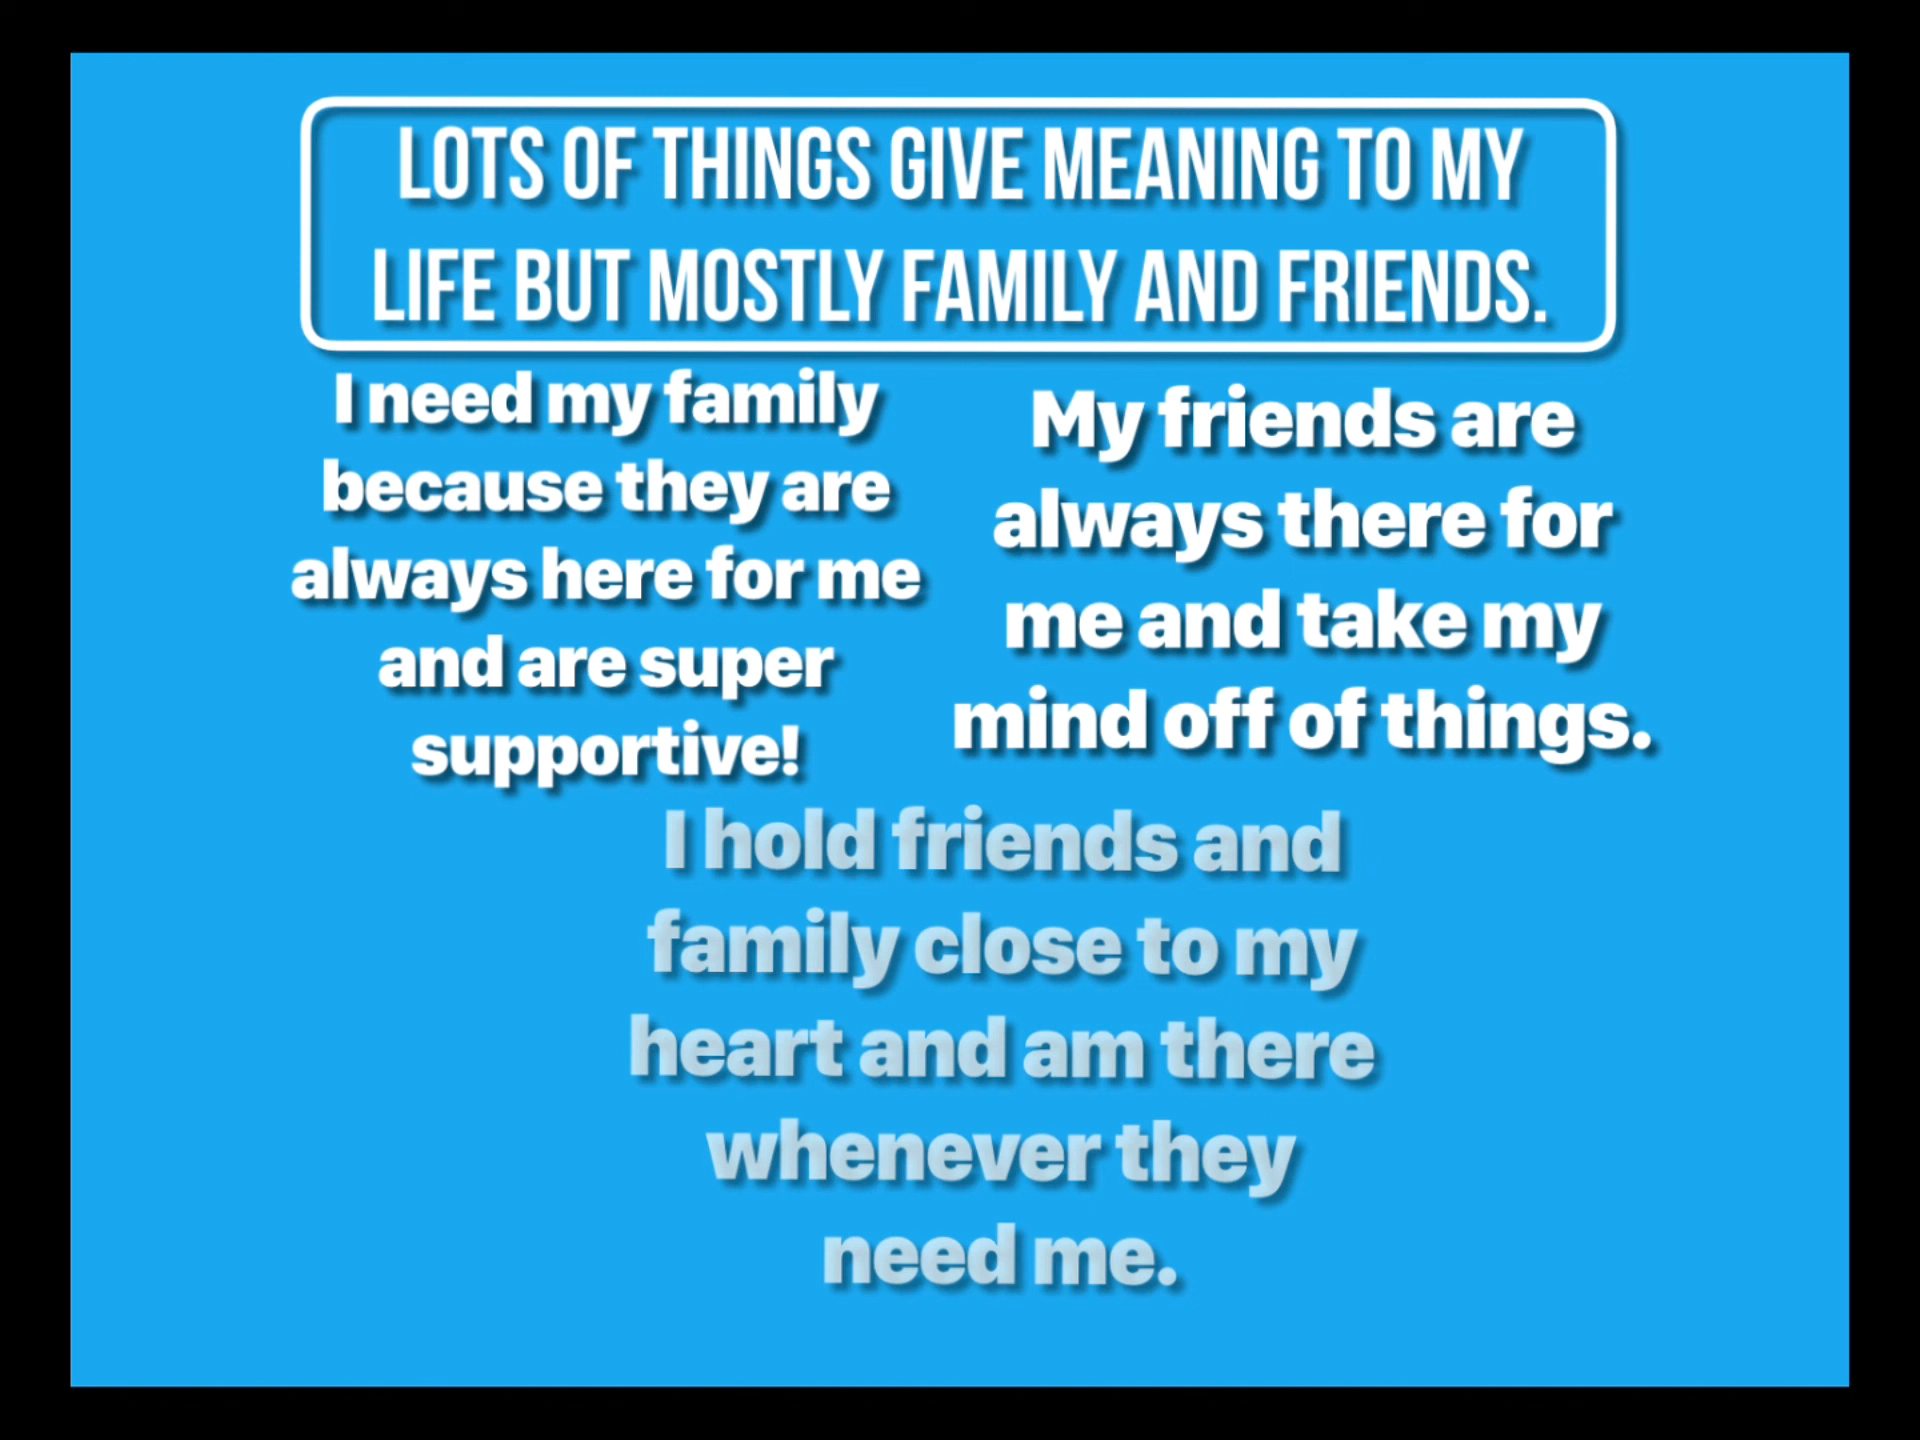 LOTS OF THINGS GIVE MEANING TO MY
LIFE BUT MOSTLY FAMILY AND FRIENDS.
I need my family
because they are
always here for me
and are super
supportive!
My friends are
always there for
me and take my
mind off of things.
I hold friends and
family close to my
heart and am there
whenever they
need me.